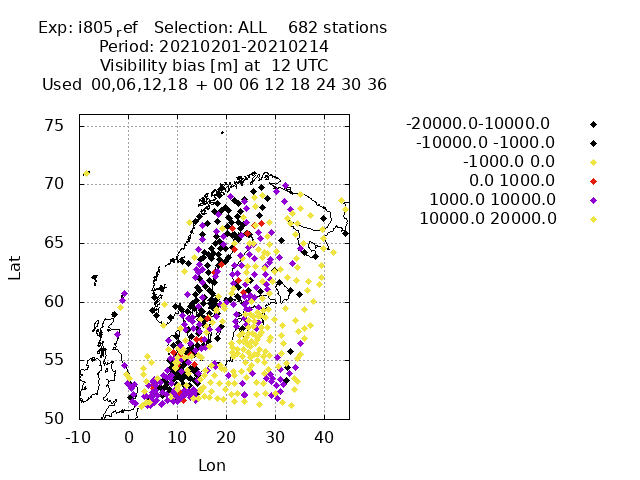 Exp: i805ref   Selection: ALL    682 stations
Period: 20210201-20210214
Visibility bias [m] at  12 UTC
Used  00,06,12,18 + 00 06 12 18 24 30 36
-20000.0-10000.0
-10000.0 -1000.0
-1000.0 0.0
0.0 1000.0
1000.0 10000.0
10000.0 20000.0
75
70
65
60
55
50
Lat
-10 0 10 20 30 40
Lon